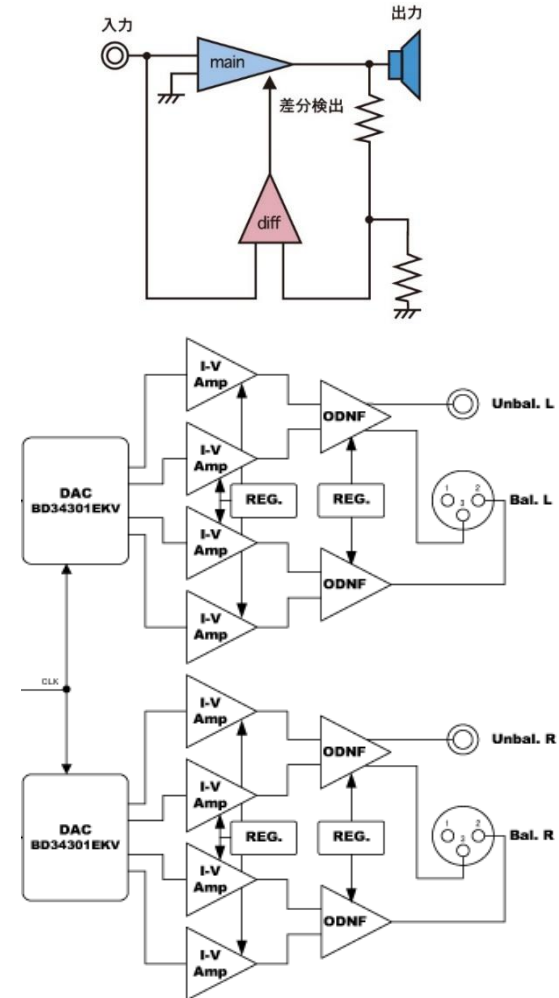 入力
出力
main
差分検出
diff
I-V
Amp
ODNF
Unbal. L
I-V
Amp
DAC
BD34301EKV
REG.
REG.
1
2
3
Bal. L
I-V
Amp
ODNF
I-V
Amp
CLK
I-V
Amp
ODNF
Unbal. R
I-V
Amp
DAC
BD34301EKV
REG.
REG.
1
2
3
Bal. R
I-V
Amp
ODNF
I-V
Amp